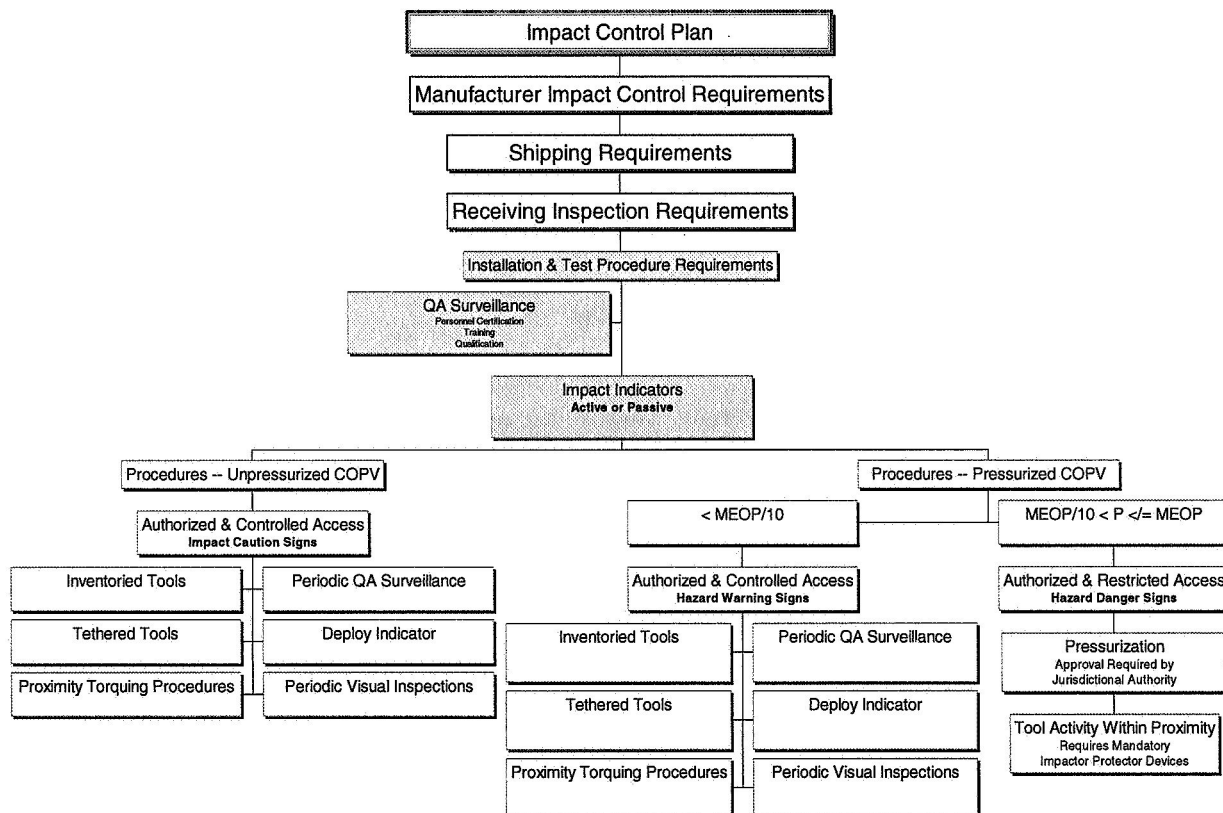 Impact Control Plan
Manufacturer Impact Control Requirements
Shipping Requirements
Receiving Inspection Requirements
Installation & Test Procedure Requirements
QA Surveillance
Personnel Certification
Training
Qualification
Impact Indicators
Active or Passive
Procedures -- Unpressurized COPV
Authorized & Controlled Access
Impact Caution Signs
Inventoried Tools
Periodic QA Surveillance
Tethered Tools
Deploy Indicator
Proximity Torquing Procedures
Periodic Visual Inspections
Procedures -- Pressurized COPV
< MEOP/10
Authorized & Controlled Access
Hazard Warning Signs
Inventoried Tools
Periodic QA Surveillance
Tethered Tools
Deploy Indicator
Proximity Torquing Procedures
Periodic Visual Inspections
MEOP/10 < P </= MEOP
Authorized & Restricted Access
Hazard Danger Signs
Pressurization
Approval Required by
Jurisdictional Authority
Tool Activity Within Proximity
Requires Mandatory
Impactor Protector Devices